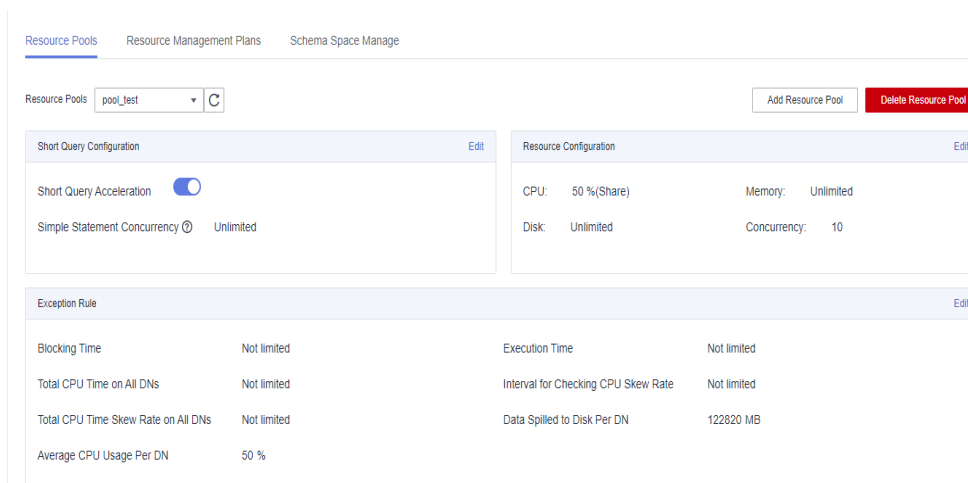 Resource Pools Resource Management Plans Schema Space Manage
Resource Pools pool_test Add Resource Pool Delete Resource Pool
Short Query Configuration Edit
Short Query Acceleration
Simple Statement Concurrency ? Unlimited
Resource Configuration Edit
CPU: 50 %(Share) Memory: Unlimited
Disk: Unlimited Concurrency: 10
Exception Rule Edit
Blocking Time Not limited Execution Time Not limited
Total CPU Time on All DNs Not limited Interval for Checking CPU Skew Rate Not limited
Total CPU Time Skew Rate on All DNs Not limited Data Spilled to Disk Per DN 122820 MB
Average CPU Usage Per DN 50 %